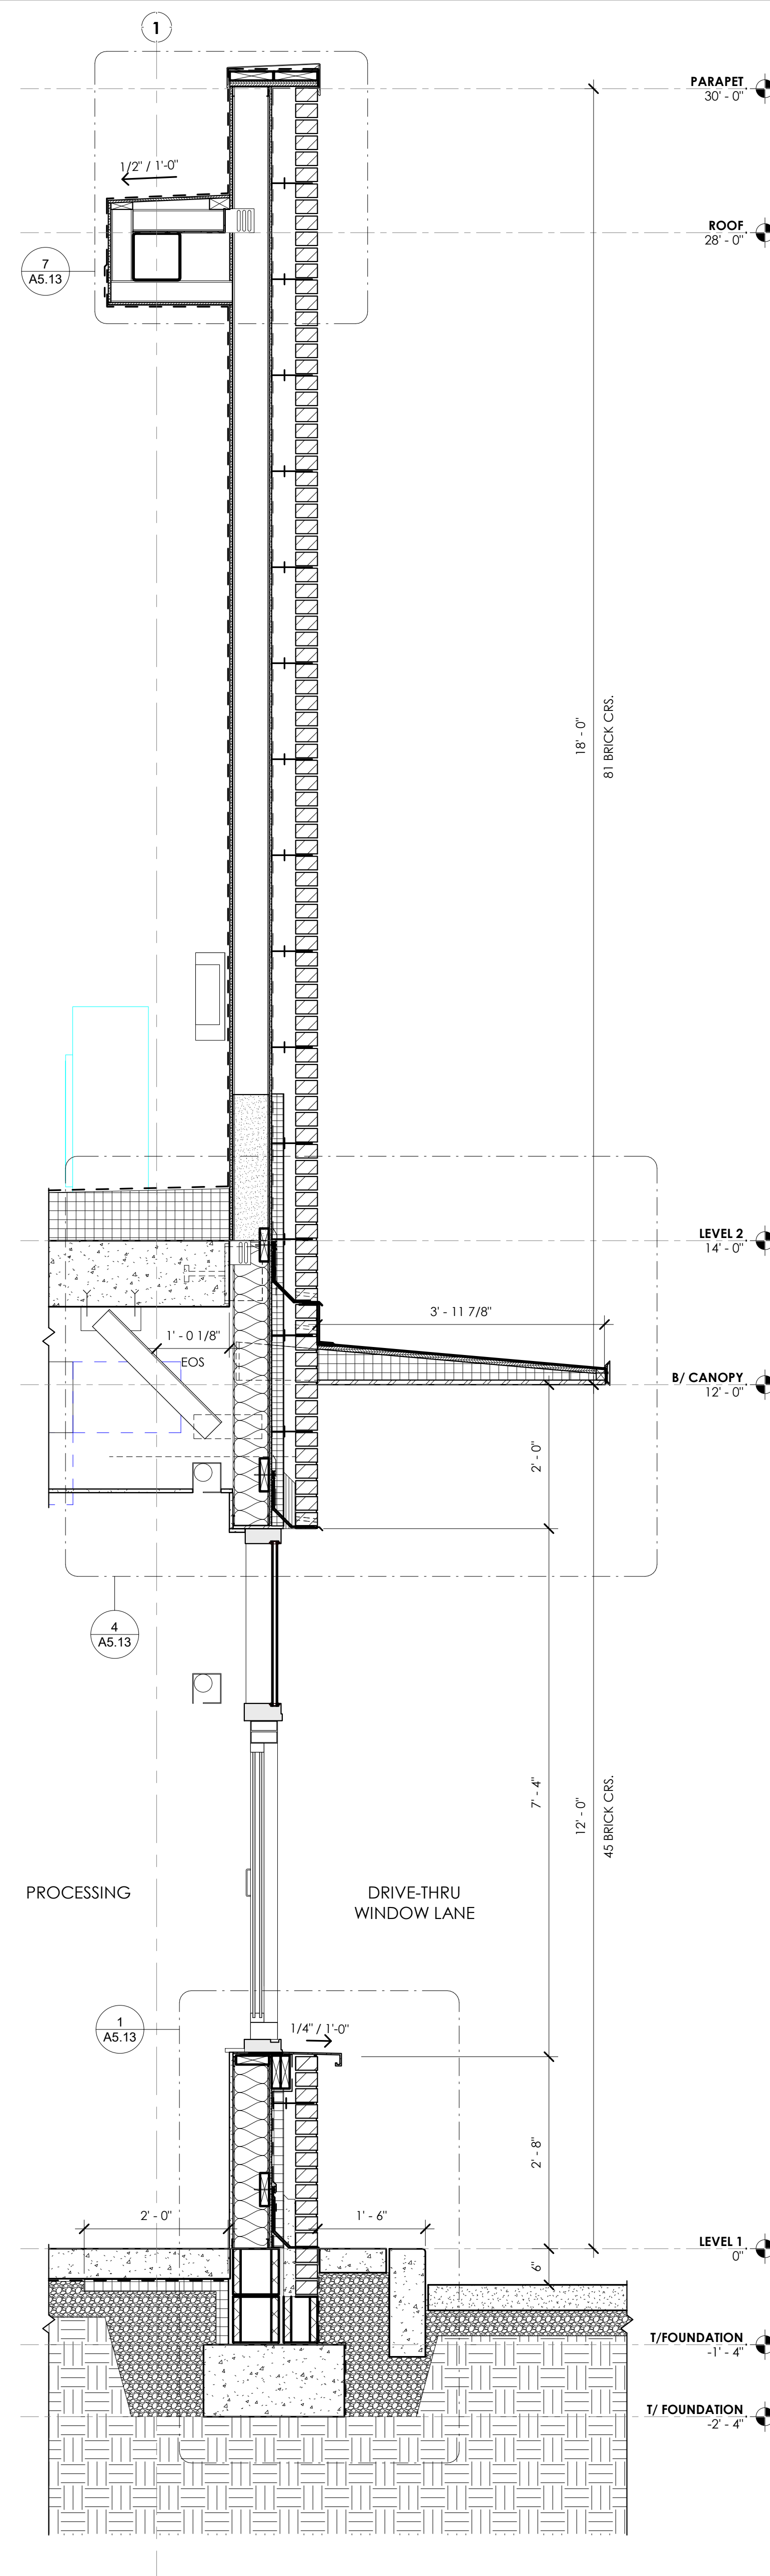 1
PARAPET
30' - 0"
1/2" / 1'-0"
ROOF
28' - 0"
7
A5.13
18' - 0"
81 BRICK CRS.
LEVEL 2
14' - 0"
3' - 11 7/8"
1' - 0 1/8"
EOS
B/ CANOPY
12' - 0"
2' - 0"
4
A5.13
7' - 4"
12' - 0"
45 BRICK CRS.
PROCESSING
DRIVE-THRU
WINDOW LANE
1
A5.13
1/4" / 1'-0"
2' - 8"
2' - 0"
1' - 6"
LEVEL 1
0"
6"
T/FOUNDATION
-1' - 4"
T/ FOUNDATION
-2' - 4"